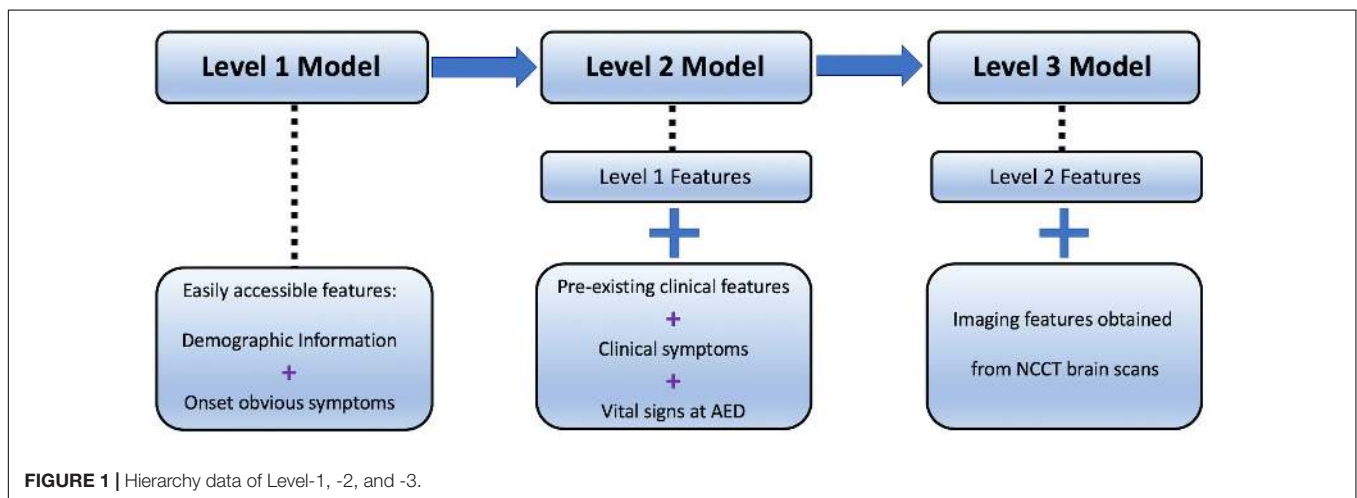 Level 1 Model
Level 2 Model
Level 3 Model
Level 1 Features
Level 2 Features
Easily accessible features:
Demographic Information
+
Onset obvious symptoms
+
Pre-existing clinical features
+
Clinical symptoms
+
Vital signs at AED
+
Imaging features obtained
from NCCT brain scans
FIGURE 1 | Hierarchy data of Level-1, -2, and -3.